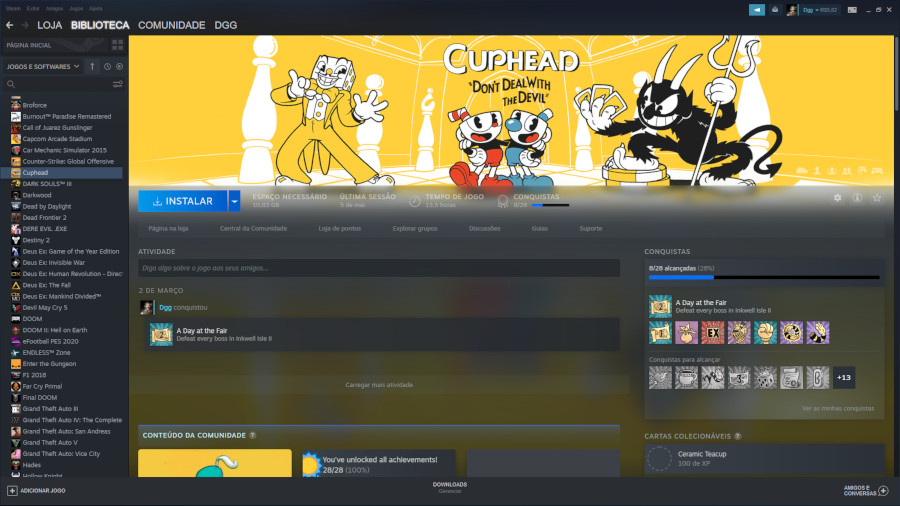 Steam Exibir Amigos Jogos Ajuda
Dgg
LOJA BIBLIOTECA COMUNIDADE DGG
PÁGINA INICIAL
JOGOS E SOFTWARES
Broforce
Burnout™ Paradise Remastered
Call of Juarez Gunslinger
Capcom Arcade Stadium
Car Mechanic Simulator 2015
Counter-Strike: Global Offensive
Cuphead
DARK SOULS™ III
Darkwood
Dead by Daylight
Dead Frontier 2
DERE EVIL .EXE
Destiny 2
Deus Ex: Game of the Year Edition
Deus Ex: Invisible War
Deus Ex: Human Revolution - Direc
Deus Ex: The Fall
Deus Ex: Mankind Divided™
Devil May Cry 5
DOOM
DOOM II: Hell on Earth
eFootball PES 2020
ENDLESS™ Zone
Enter the Gungeon
F1 2018
Far Cry Primal
Final DOOM
Grand Theft Auto III
Grand Theft Auto IV: The Complete
Grand Theft Auto: San Andreas
Grand Theft Auto V
Grand Theft Auto: Vice City
Hades
Hollow Knight
ADICIONAR JOGO
CUPHEAD
"DON'T DEAL WITH
THE DEVIL"
INSTALAR
ESPAÇO NECESSÁRIO
10,83 GB
ÚLTIMA SESSÃO
5 de mai.
TEMPO DE JOGO
13,5 horas
CONQUISTAS
8/28
Página na loja Central da Comunidade Loja de pontos Explorar grupos Discussões Guias Suporte
ATIVIDADE
Diga algo sobre o jogo aos seus amigos...
2 DE MARÇO
Dgg conquistou
A Day at the Fair
Defeat every boss in Inkwell Isle II
Carregar mais atividade
CONTEÚDO DA COMUNIDADE ?
You've unlocked all achievements!
28/28 (100%)
CONQUISTAS
8/28 alcançadas (28%)
A Day at the Fair
Defeat every boss in Inkwell Isle II
EX
Conquistas para alcançar
+13
Ver as minhas conquistas
CARTAS COLECIONÁVEIS ?
Ceramic Teacup
100 de XP
DOWNLOADS
Gerenciar
AMIGOS E
CONVERSAS